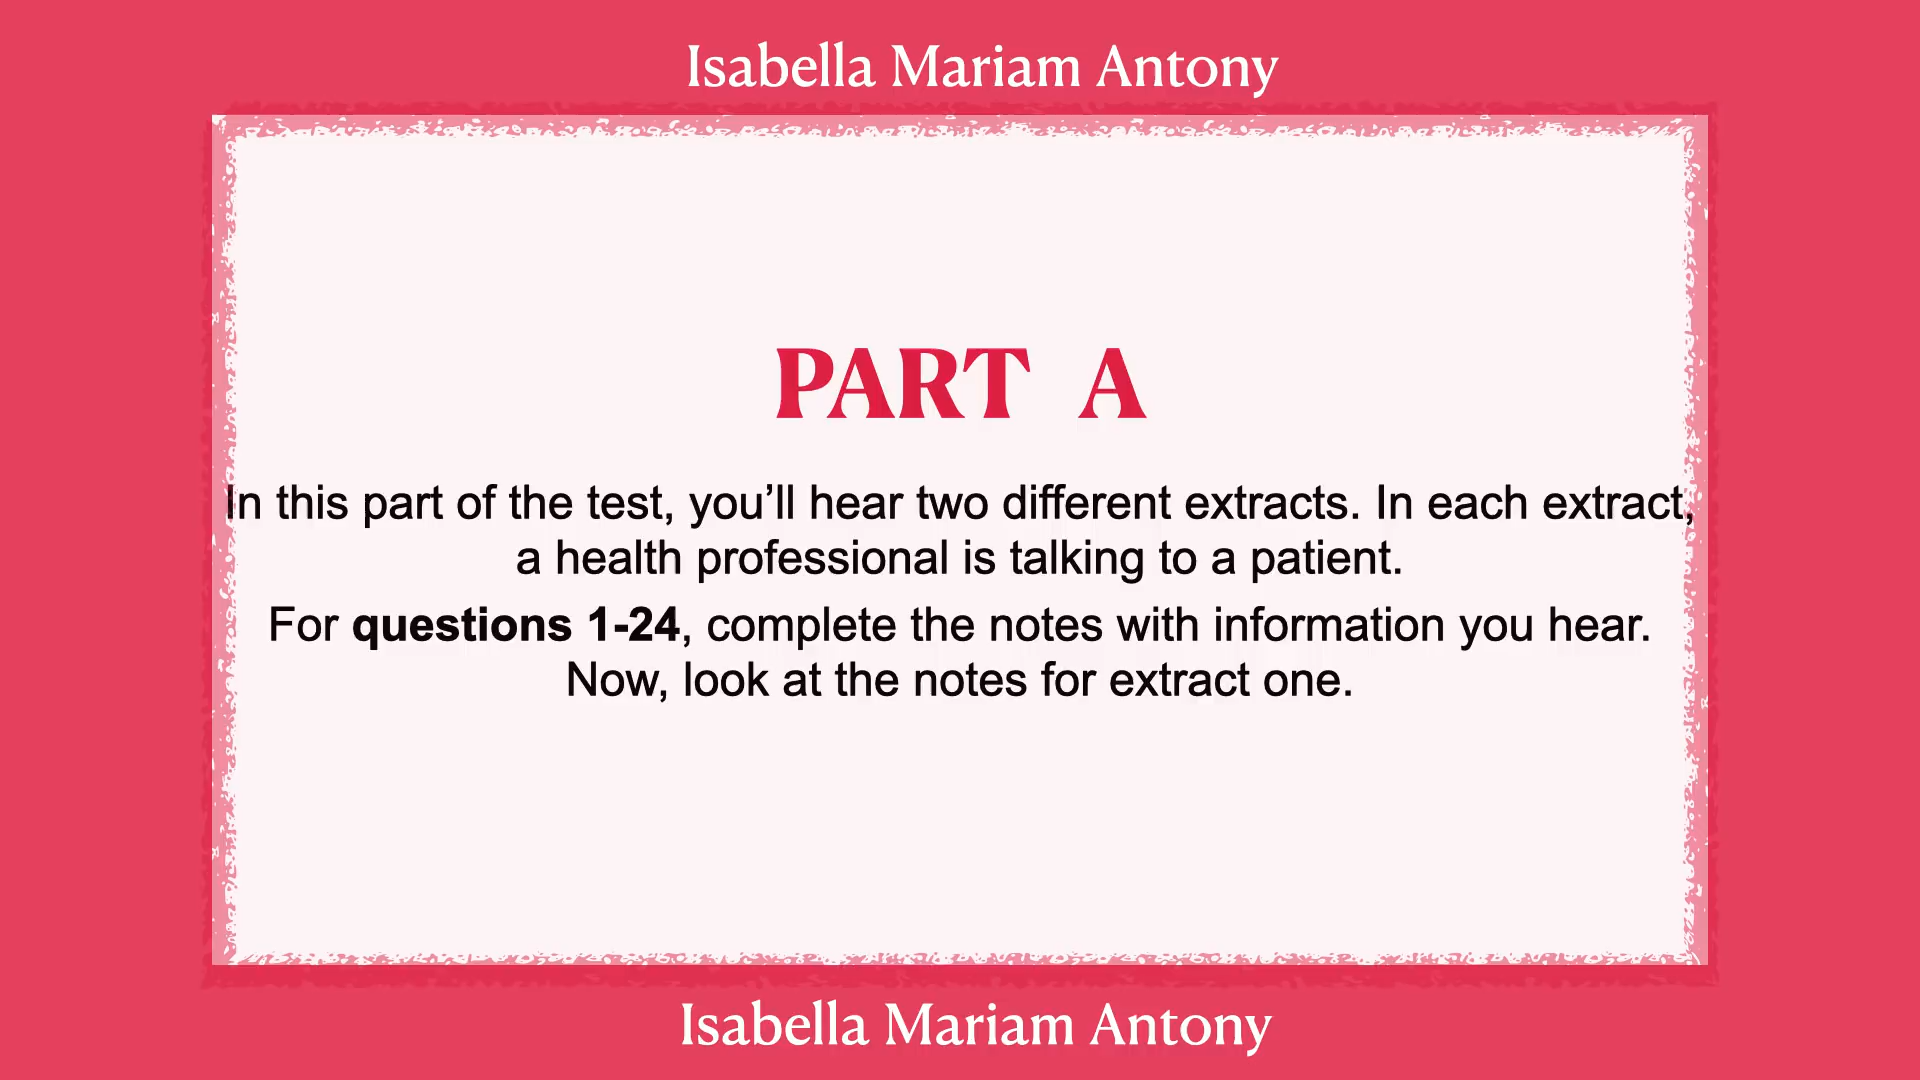 Isabella Mariam Antony
PART A
In this part of the test, you’ll hear two different extracts. In each extract,
a health professional is talking to a patient.
For questions 1-24, complete the notes with information you hear.
Now, look at the notes for extract one.
Isabella Mariam Antony